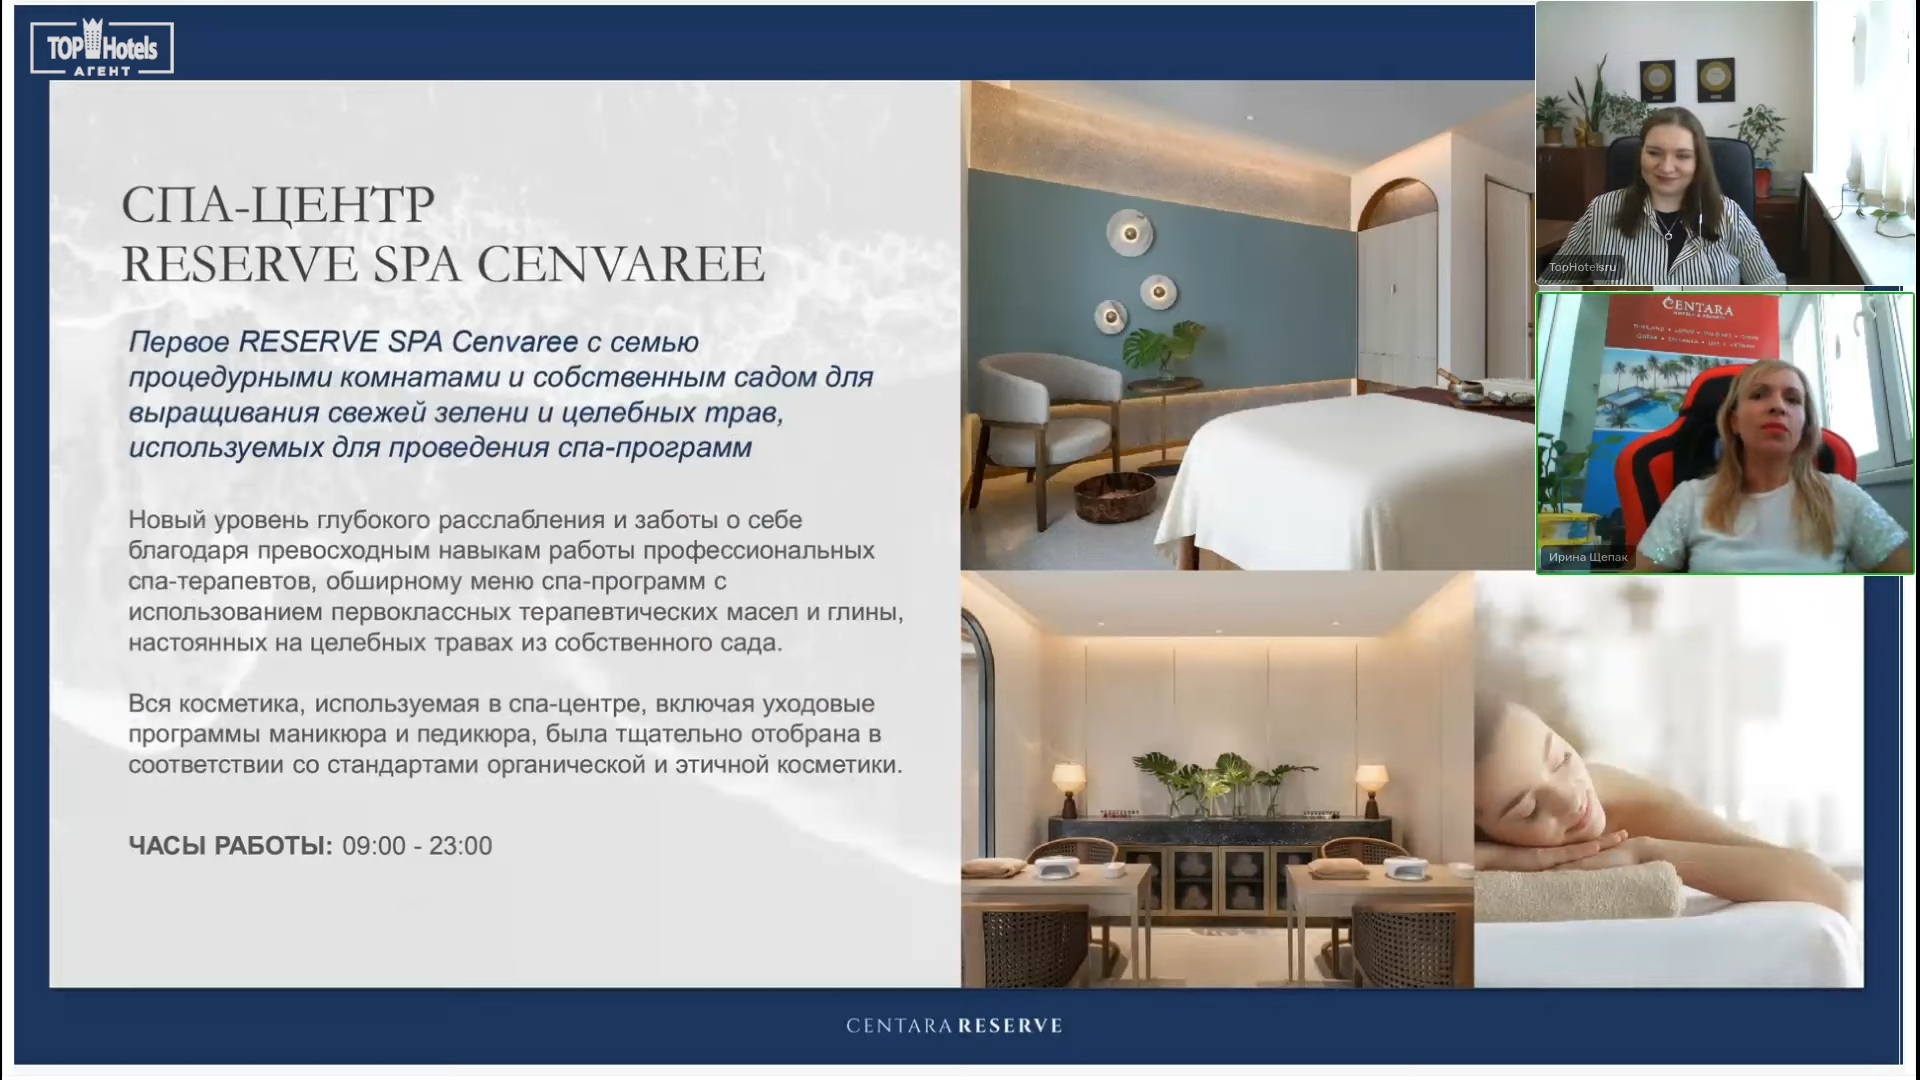 TOP Hotels
АГЕНТ
СПА-ЦЕНТР
RESERVE SPA CENVAREE
Первое RESERVE SPA Cenvaree с семью
процедурными комнатами и собственным садом для
выращивания свежей зелени и целебных трав,
используемых для проведения спа-программ
Новый уровень глубокого расслабления и заботы о себе
благодаря превосходным навыкам работы профессиональных
спа-терапевтов, обширному меню спа-программ с
использованием первоклассных терапевтических масел и глины,
настоянных на целебных травах из собственного сада.
Вся косметика, используемая в спа-центре, включая уходовые
программы маникюра и педикюра, была тщательно отобрана в
соответствии со стандартами органической и этичной косметики.
ЧАСЫ РАБОТЫ: 09:00 - 23:00
TopHotelsru
CENTARA
Ирина Щепак
CENTARA RESERVE